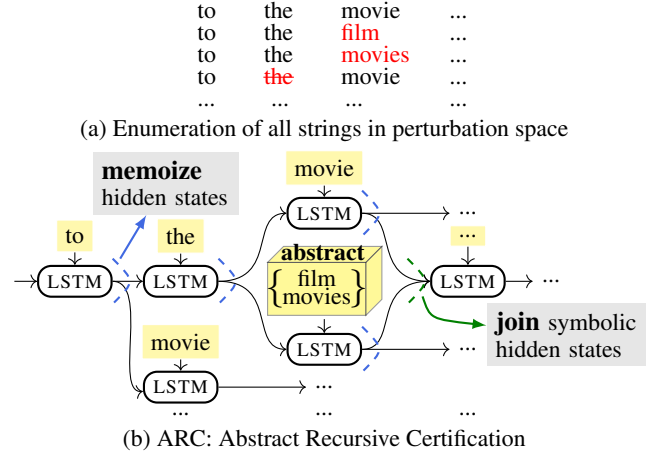 to the movie ...
to the film ...
to the movies ...
to the movie ...
... ... ... ...
(a) Enumeration of all strings in perturbation space
memoize
hidden states
movie
LSTM ...
to the ...
abstract
LSTM LSTM { film movies } LSTM ...
join symbolic
hidden states
movie
LSTM ...
LSTM ...
... ... ...
(b) ARC: Abstract Recursive Certification